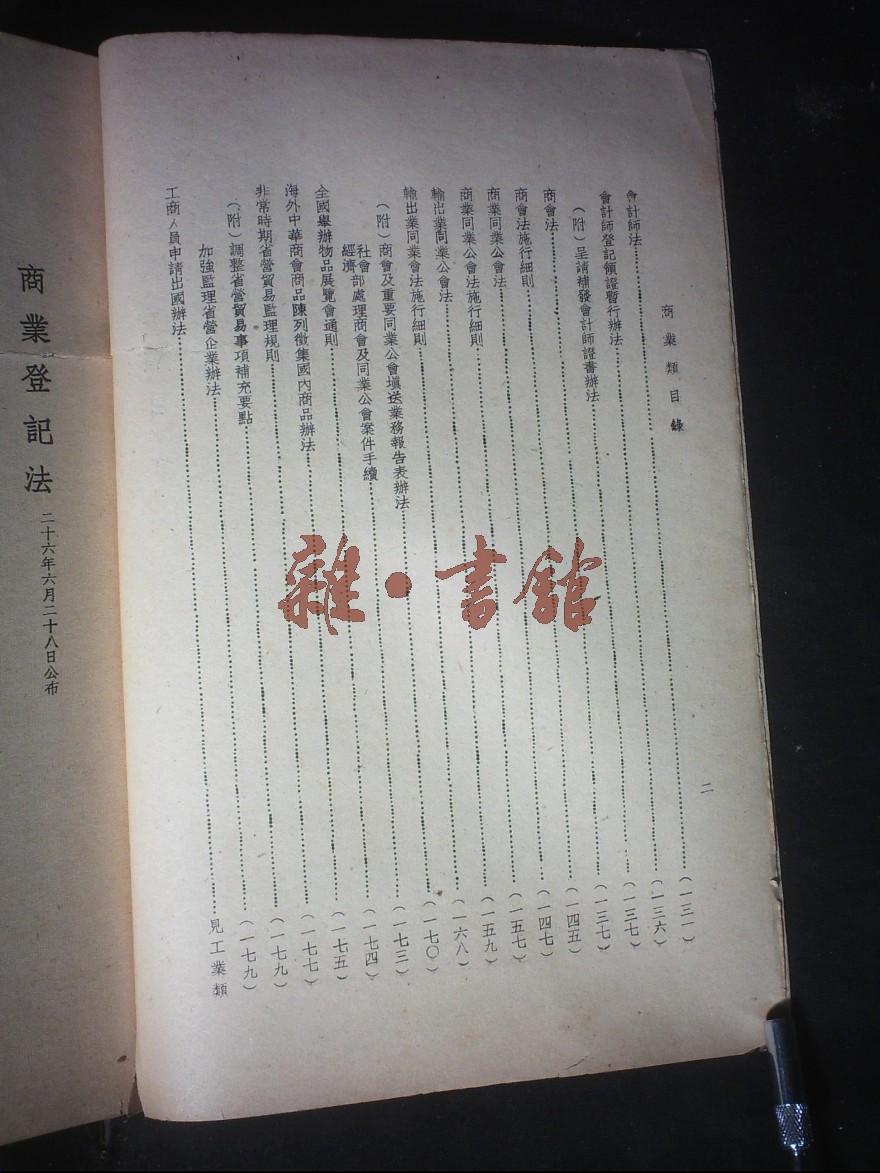 商業類目錄
二
會計師法……(一三一)
會計師登記領證暫行辦法……(一三六)
(附)呈請補發會計師證書辦法……(一三七)
商會法……(一三七)
商會法施行細則……(一四五)
商業同業公會法……(一四七)
商業同業公會法施行細則……(一五七)
輸出業同業公會法……(一五九)
輸出業同業會法施行細則……(一六八)
(附)商會及重要同業公會填送業務報告表辦法……(一七〇)
社會 經濟部處理商會及同業公會案件手續……(一七三)
全國舉辦物品展覽會通則……(一七四)
海外中華商會商品陳列徵集國內商品辦法……(一七五)
非常時期省營貿易監理規則……(一七七)
(附)調整省營貿易事項補充要點……(一七九)
加強監理省營企業辦法……(一七九)
工商人員申請出國辦法……見工業類
商業登記法 二十六年六月二十八日公布
雜·書館